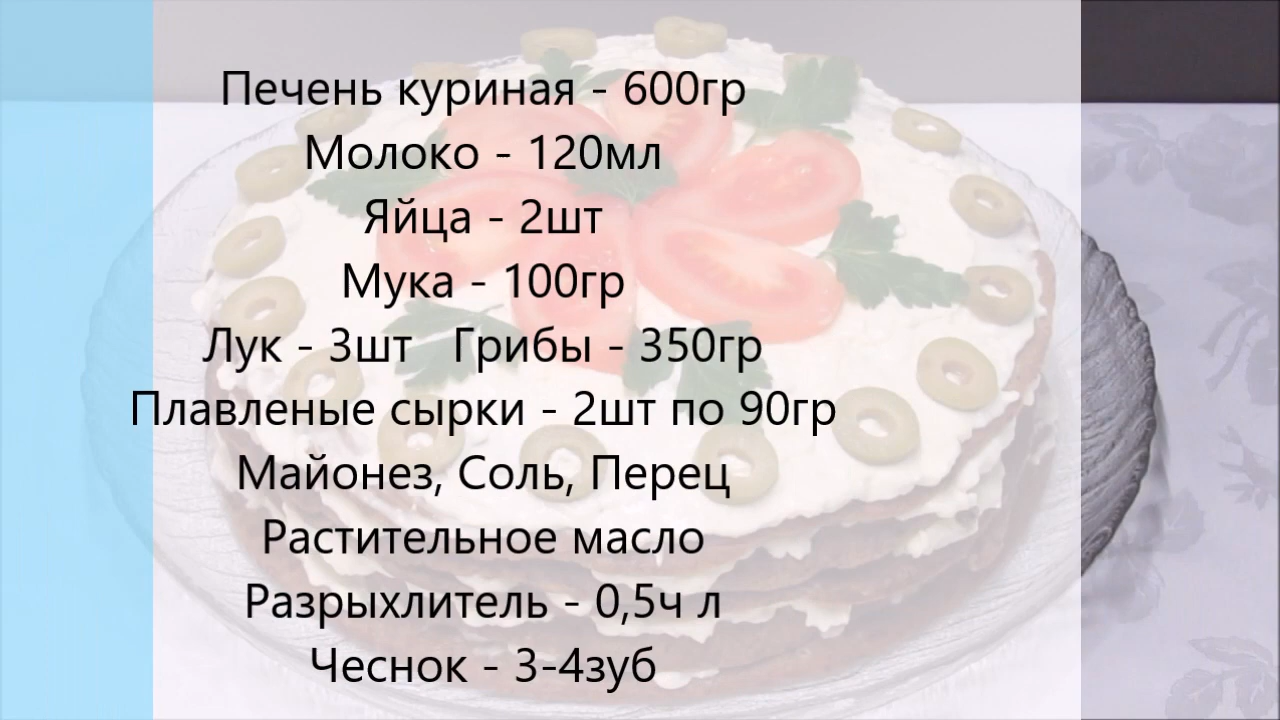 Печень куриная - 600гр
Молоко - 120мл
Яйца - 2шт
Мука - 100гр
Лук - 3шт   Грибы - 350гр
Плавленые сырки - 2шт по 90гр
Майонез, Соль, Перец
Растительное масло
Разрыхлитель - 0,5ч л
Чеснок - 3-4зуб